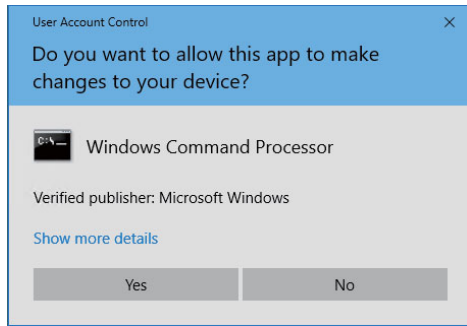 User Account Control
Do you want to allow this app to make
changes to your device?
C:\_
Windows Command Processor
Verified publisher: Microsoft Windows
Show more details
Yes No